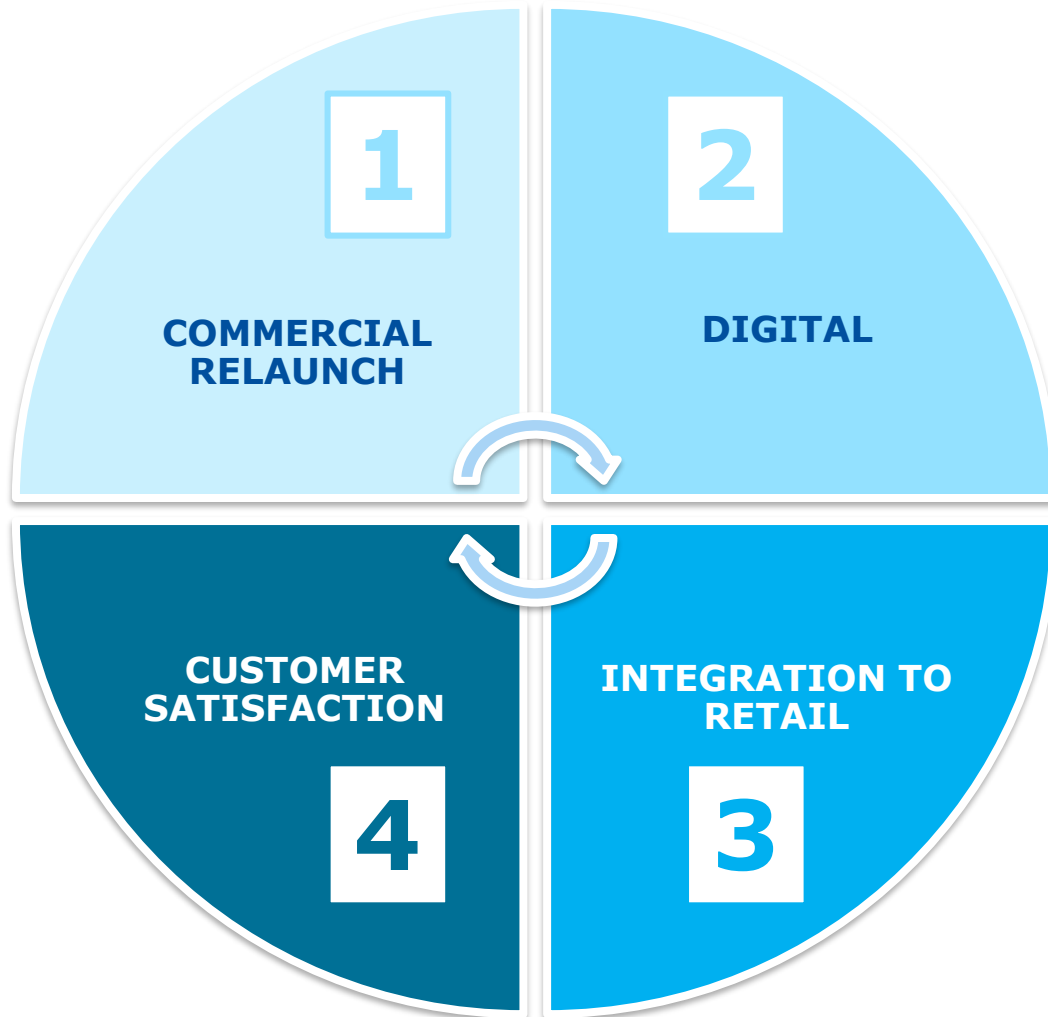 1
COMMERCIAL
RELAUNCH
2
DIGITAL
CUSTOMER
SATISFACTION
4
INTEGRATION TO
RETAIL
3